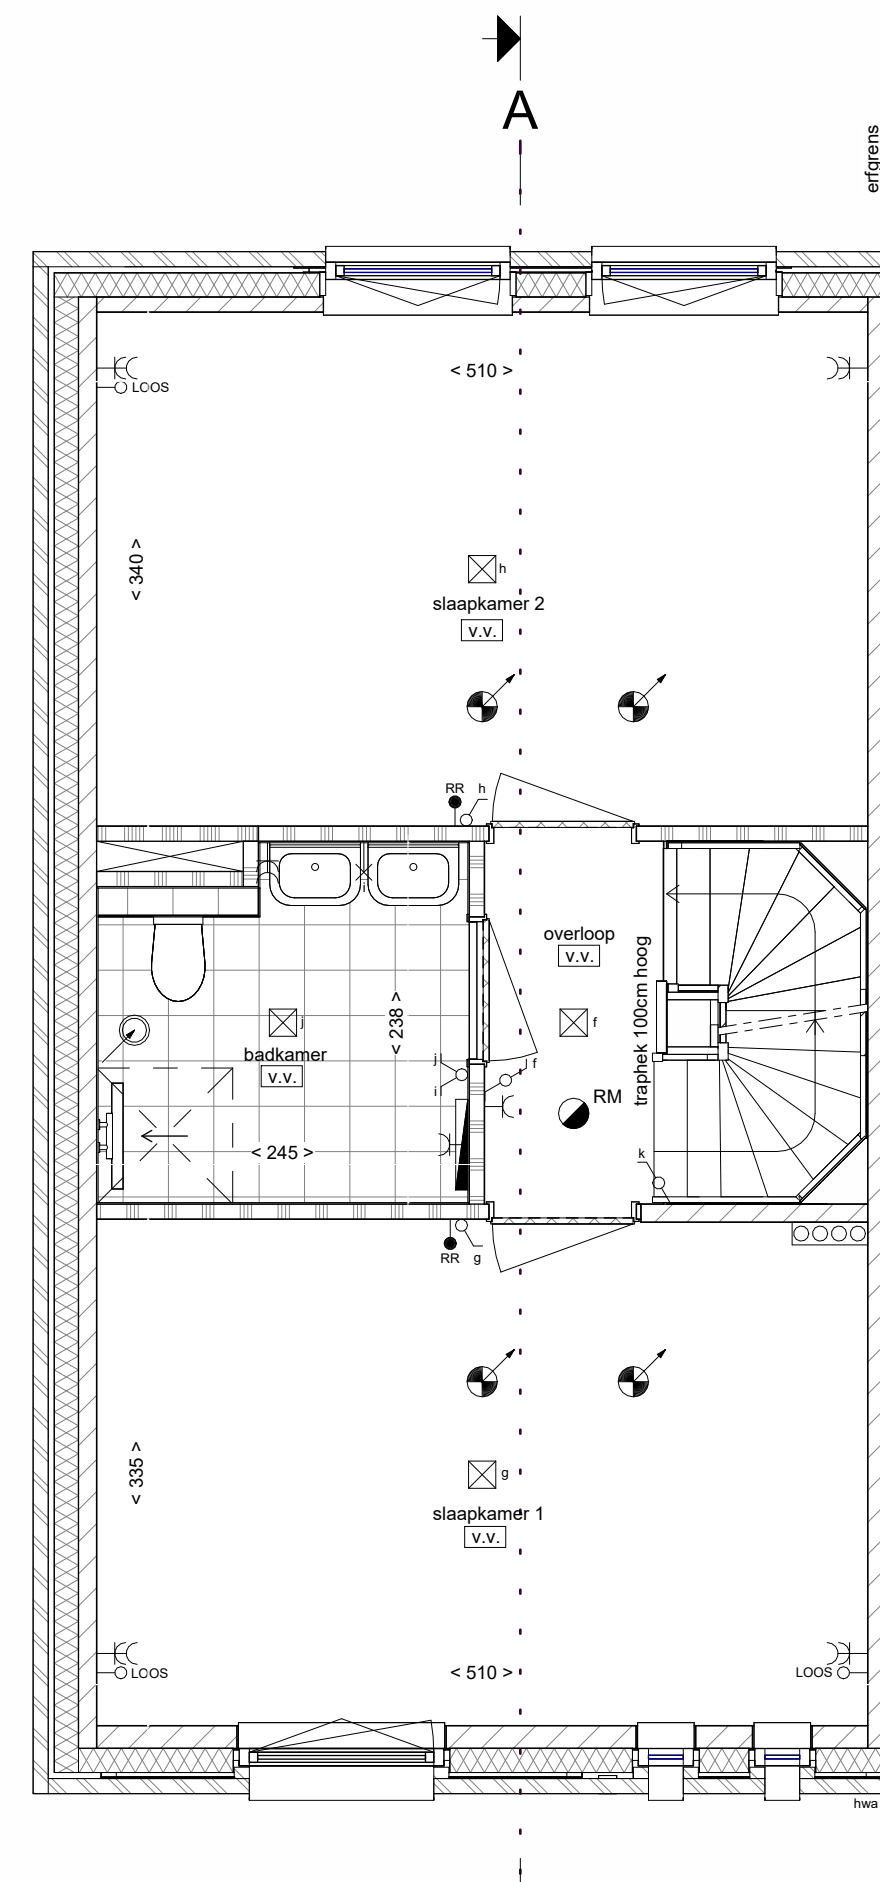 A
erfgrens
< 510 >
LOOS
< 340 >
h
slaapkamer 2
v.v.
RR h
i
overloop
v.v.
traphek 100cm hoog
< 238 >
j
f
badkamer
v.v.
j
i
f
RM
< 245 >
k
RR g
< 335 >
g
slaapkamer 1
v.v.
LOOS
< 510 >
LOOS
hwa